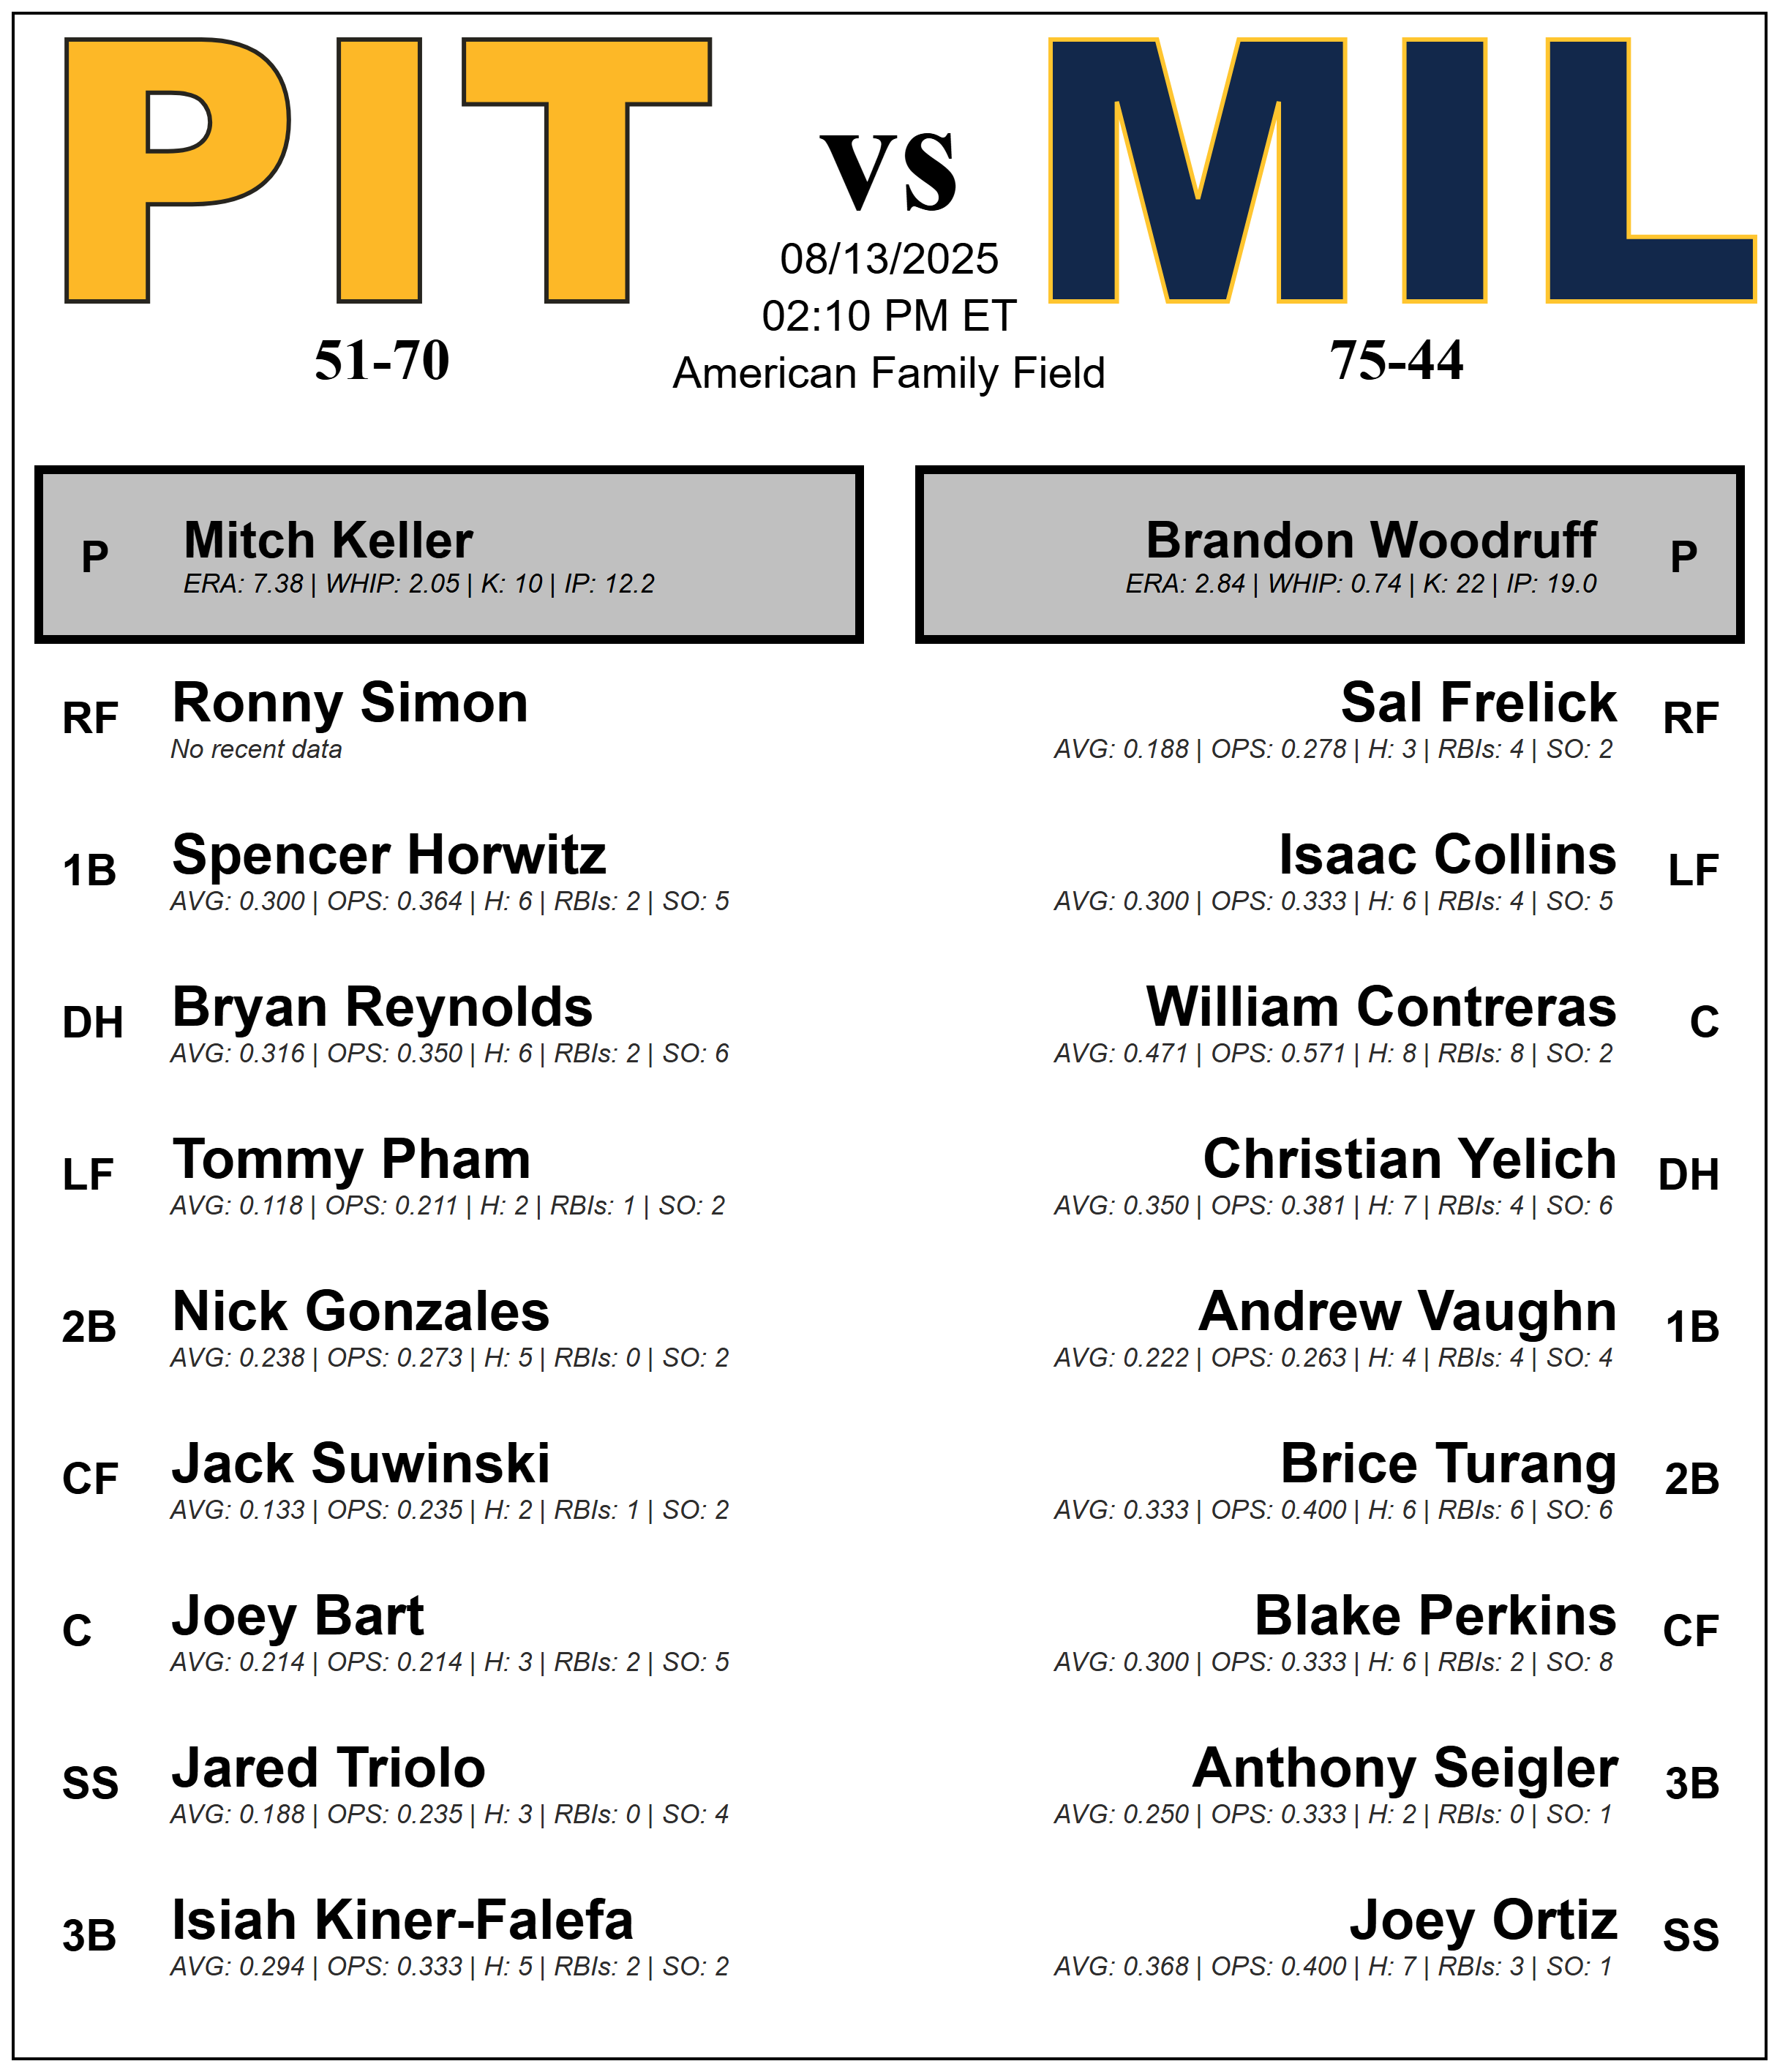 PIT vs MIL
08/13/2025
02:10 PM ET
51-70 American Family Field 75-44
P Mitch Keller
ERA: 7.38 | WHIP: 2.05 | K: 10 | IP: 12.2
Brandon Woodruff P
ERA: 2.84 | WHIP: 0.74 | K: 22 | IP: 19.0
RF Ronny Simon
No recent data
Sal Frelick RF
AVG: 0.188 | OPS: 0.278 | H: 3 | RBIs: 4 | SO: 2
1B Spencer Horwitz
AVG: 0.300 | OPS: 0.364 | H: 6 | RBIs: 2 | SO: 5
Isaac Collins LF
AVG: 0.300 | OPS: 0.333 | H: 6 | RBIs: 4 | SO: 5
DH Bryan Reynolds
AVG: 0.316 | OPS: 0.350 | H: 6 | RBIs: 2 | SO: 6
William Contreras C
AVG: 0.471 | OPS: 0.571 | H: 8 | RBIs: 8 | SO: 2
LF Tommy Pham
AVG: 0.118 | OPS: 0.211 | H: 2 | RBIs: 1 | SO: 2
Christian Yelich DH
AVG: 0.350 | OPS: 0.381 | H: 7 | RBIs: 4 | SO: 6
2B Nick Gonzales
AVG: 0.238 | OPS: 0.273 | H: 5 | RBIs: 0 | SO: 2
Andrew Vaughn 1B
AVG: 0.222 | OPS: 0.263 | H: 4 | RBIs: 4 | SO: 4
CF Jack Suwinski
AVG: 0.133 | OPS: 0.235 | H: 2 | RBIs: 1 | SO: 2
Brice Turang 2B
AVG: 0.333 | OPS: 0.400 | H: 6 | RBIs: 6 | SO: 6
C Joey Bart
AVG: 0.214 | OPS: 0.214 | H: 3 | RBIs: 2 | SO: 5
Blake Perkins CF
AVG: 0.300 | OPS: 0.333 | H: 6 | RBIs: 2 | SO: 8
SS Jared Triolo
AVG: 0.188 | OPS: 0.235 | H: 3 | RBIs: 0 | SO: 4
Anthony Seigler 3B
AVG: 0.250 | OPS: 0.333 | H: 2 | RBIs: 0 | SO: 1
3B Isiah Kiner-Falefa
AVG: 0.294 | OPS: 0.333 | H: 5 | RBIs: 2 | SO: 2
Joey Ortiz SS
AVG: 0.368 | OPS: 0.400 | H: 7 | RBIs: 3 | SO: 1